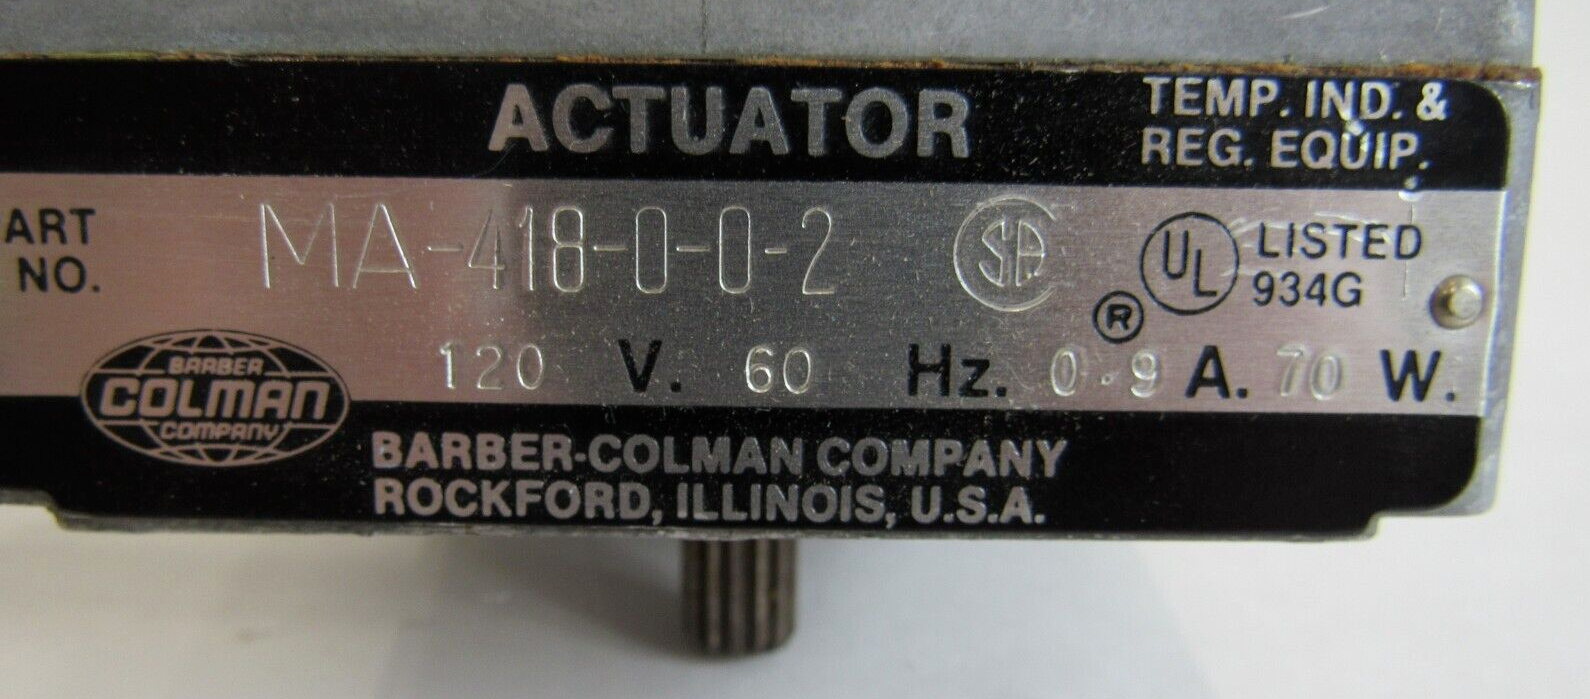 ACTUATOR
TEMP. IND. &
REG. EQUIP.
ART
NO.
MA-418-0-0-2
SA
UL
LISTED
934G
®
120 V. 60 Hz. 0.9 A. 70 W.
BARBER
COLMAN
COMPANY
BARBER-COLMAN COMPANY
ROCKFORD, ILLINOIS, U.S.A.